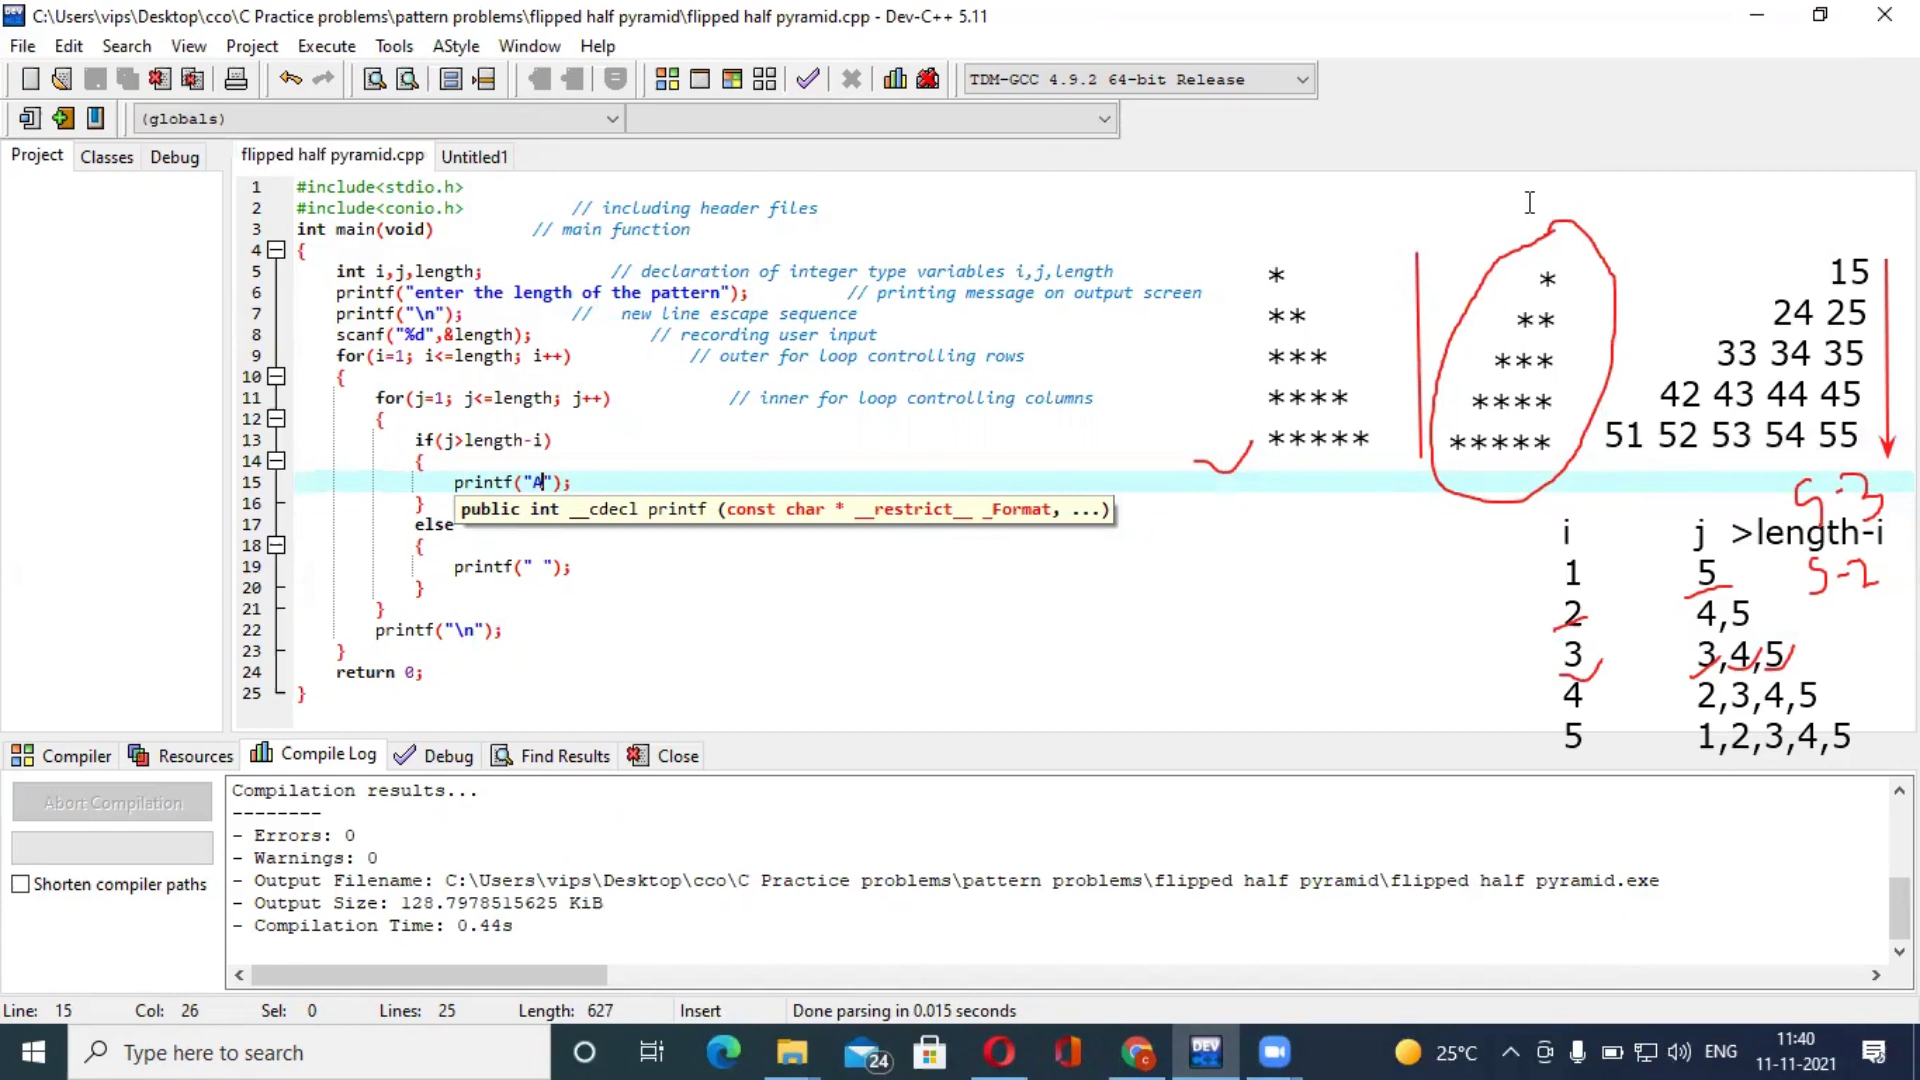 C:\Users\vips\Desktop\cco\C Practice problems\pattern problems\flipped half pyramid\flipped half pyramid.cpp - Dev-C++ 5.11
File Edit Search View Project Execute Tools AStyle Window Help
TDM-GCC 4.9.2 64-bit Release
(globals)
Project Classes Debug
flipped half pyramid.cpp Untitled1
1 #include<stdio.h>
2 #include<conio.h> // including header files
3 int main(void) // main function
4 {
5 int i,j,length; // declaration of integer type variables i,j,length
6 printf("enter the length of the pattern"); // printing message on output screen
7 printf("\n"); // new line escape sequence
8 scanf("%d",&length); // recording user input
9 for(i=1; i<=length; i++) // outer for loop controlling rows
10 {
11 for(j=1; j<=length; j++) // inner for loop controlling columns
12 {
13 if(j>length-i)
14 {
15 printf("A");
16 }
public int __cdecl printf (const char * __restrict__ _Format, ...)
17 else
18 {
19 printf(" ");
20 }
21 }
22 printf("\n");
23 }
24 return 0;
25 }
*
**
***
****
*****
*
**
***
****
*****
15
24 25
33 34 35
42 43 44 45
51 52 53 54 55
5-3
i j >length-i
1 5
5-2
2 4,5
3 3,4,5
4 2,3,4,5
5 1,2,3,4,5
Compiler Resources Compile Log Debug Find Results Close
Abort Compilation
Shorten compiler paths
Compilation results...
--------
- Errors: 0
- Warnings: 0
- Output Filename: C:\Users\vips\Desktop\cco\C Practice problems\pattern problems\flipped half pyramid\flipped half pyramid.exe
- Output Size: 128.7978515625 KiB
- Compilation Time: 0.44s
Line: 15 Col: 26 Sel: 0 Lines: 25 Length: 627 Insert Done parsing in 0.015 seconds
Type here to search
24
DEV
25°C
ENG
11:40
11-11-2021